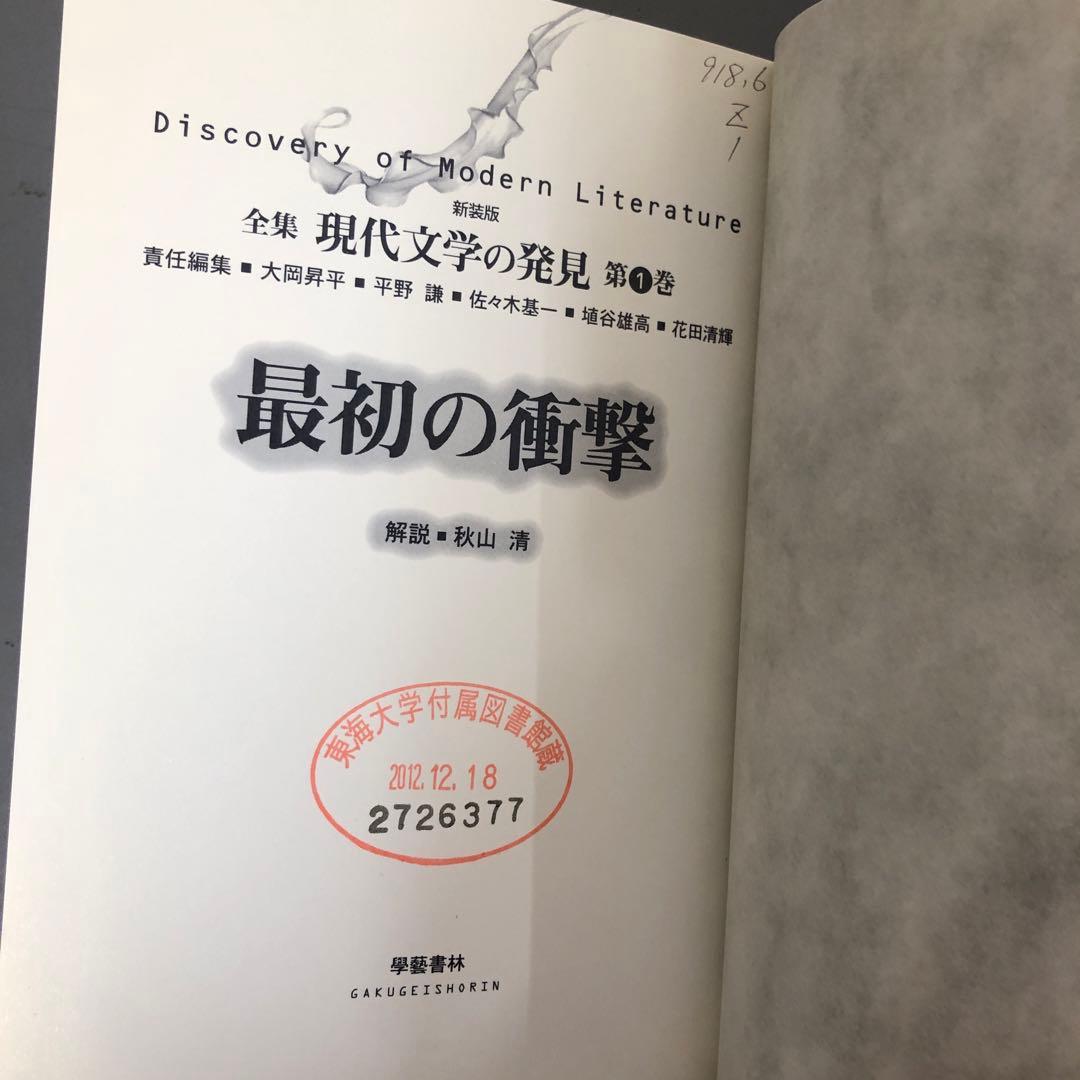 918.6
Z
1
Discovery of Modern Literature
新装版
全集 現代文学の発見 第1巻
責任編集■大岡昇平■平野 謙■佐々木基一■埴谷雄高■花田清輝
最初の衝撃
解説■秋山 清
東海大学付属図書館蔵
2012.12.18
2726377
學藝書林
GAKUGEISHORIN